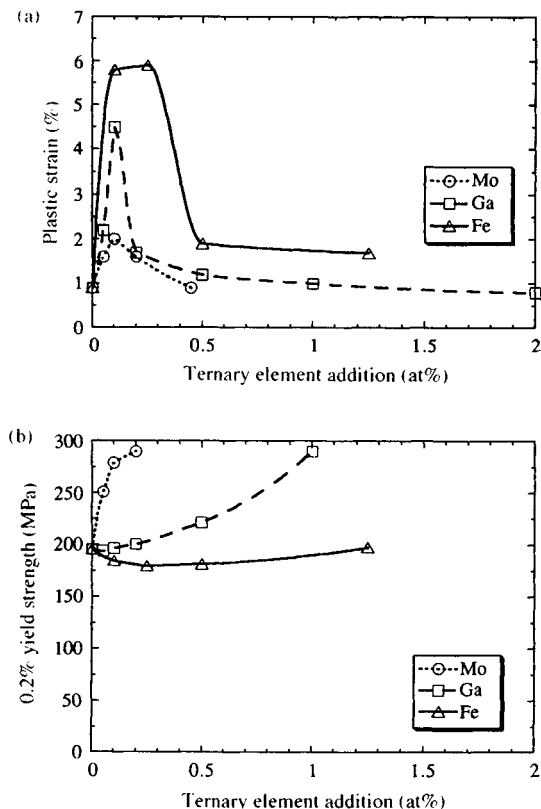 (a)
Plastic strain (%)
7
6
5
4
3
2
1
0
Mo
Ga
Fe
0 0.5 1 1.5 2
Ternary element addition (at%)
(b)
0.2% yield strength (MPa)
300
250
200
150
100
50
0
Mo
Ga
Fe
0 0.5 1 1.5 2
Ternary element addition (at%)